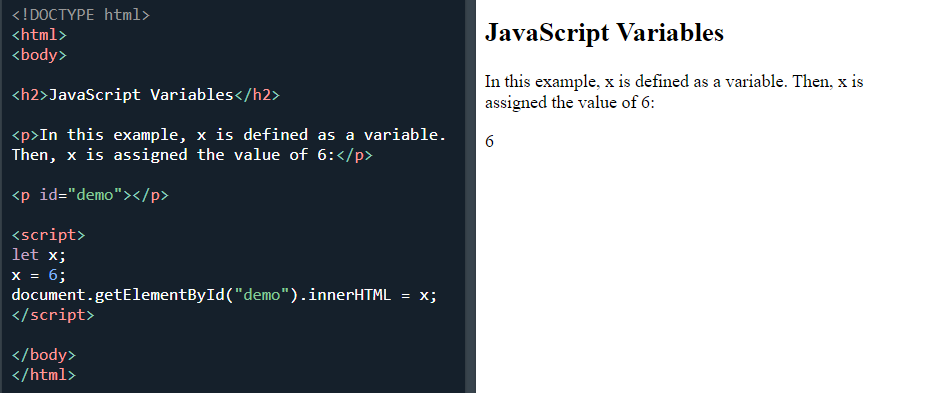 <!DOCTYPE html>
<html>
<body>
<h2>JavaScript Variables</h2>
<p>In this example, x is defined as a variable.
Then, x is assigned the value of 6:</p>
<p id="demo"></p>
<script>
let x;
x = 6;
document.getElementById("demo").innerHTML = x;
</script>
</body>
</html>
JavaScript Variables
In this example, x is defined as a variable. Then, x is
assigned the value of 6:
6